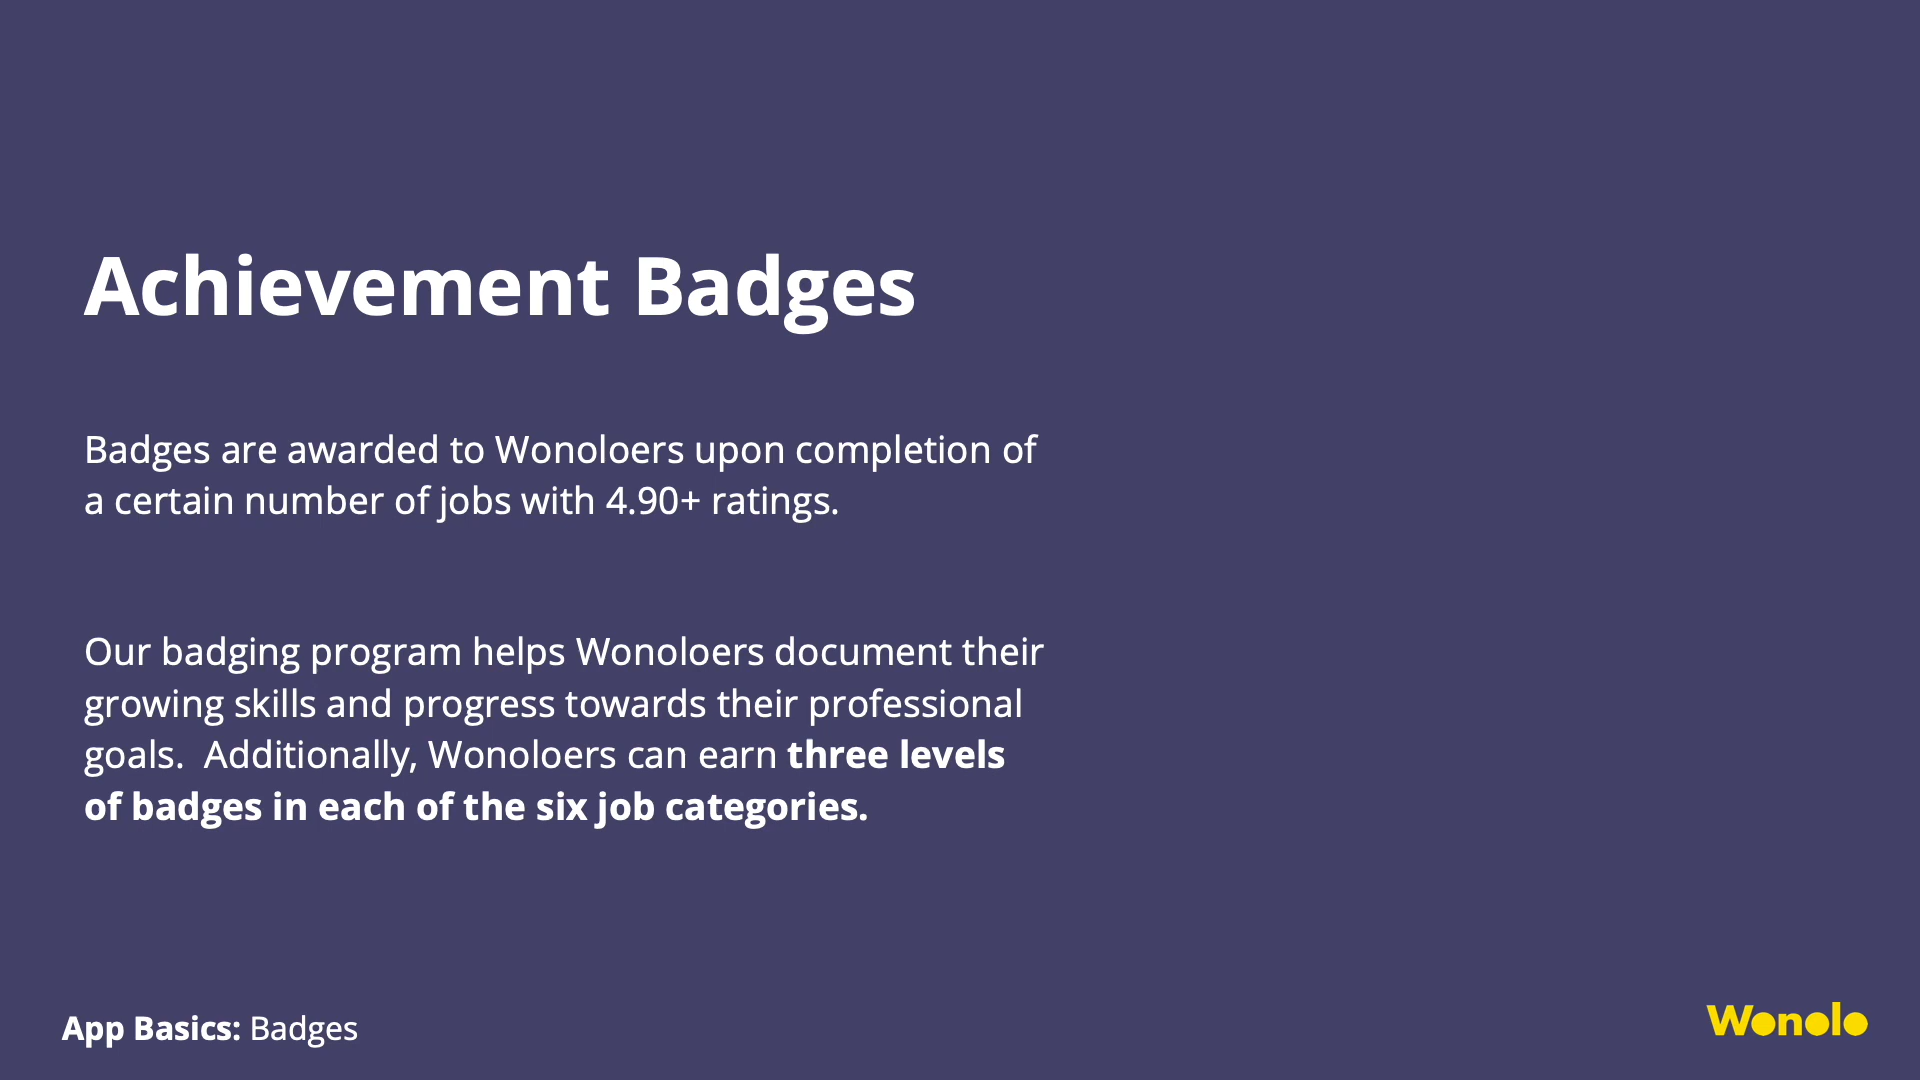 Achievement Badges
Badges are awarded to Wonoloers upon completion of
a certain number of jobs with 4.90+ ratings.
Our badging program helps Wonoloers document their
growing skills and progress towards their professional
goals.  Additionally, Wonoloers can earn three levels
of badges in each of the six job categories.
App Basics: Badges
Wonolo